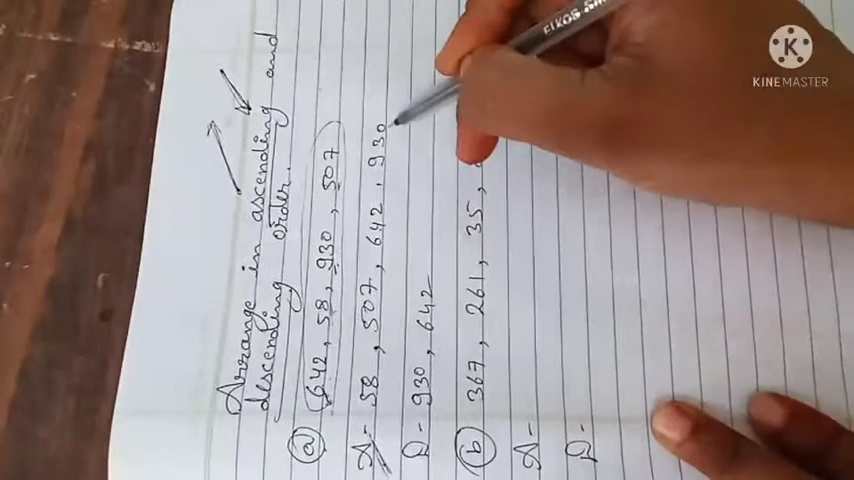 Arrange in ascending and
descending order.
(a) 642, 58, 930, 507
A- 58, 507, 642, 930
D- 930, 642
(b) 367, 261, 35,
A-
D-
KINEMASTER